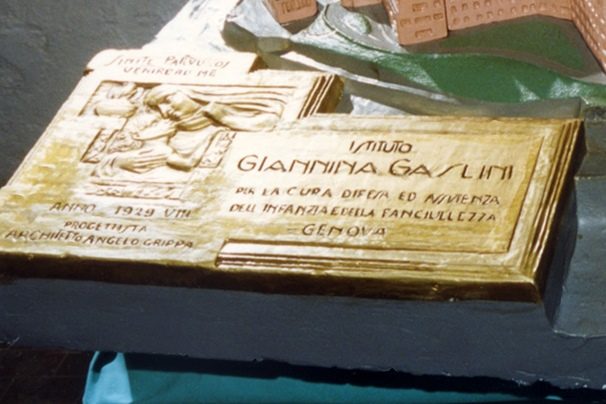 SINITE PARVULOS
VENIRE AD ME
ANNO 1929 VIII
PROGETTISTA
ARCHITETTO ANGELO CRIPPA
ISTITUTO
GIANNINA GASLINI
PER LA CURA DIFESA ED ASSISTENZA
DELL'INFANZIA E DELLA FANCIULLEZZA
GENOVA